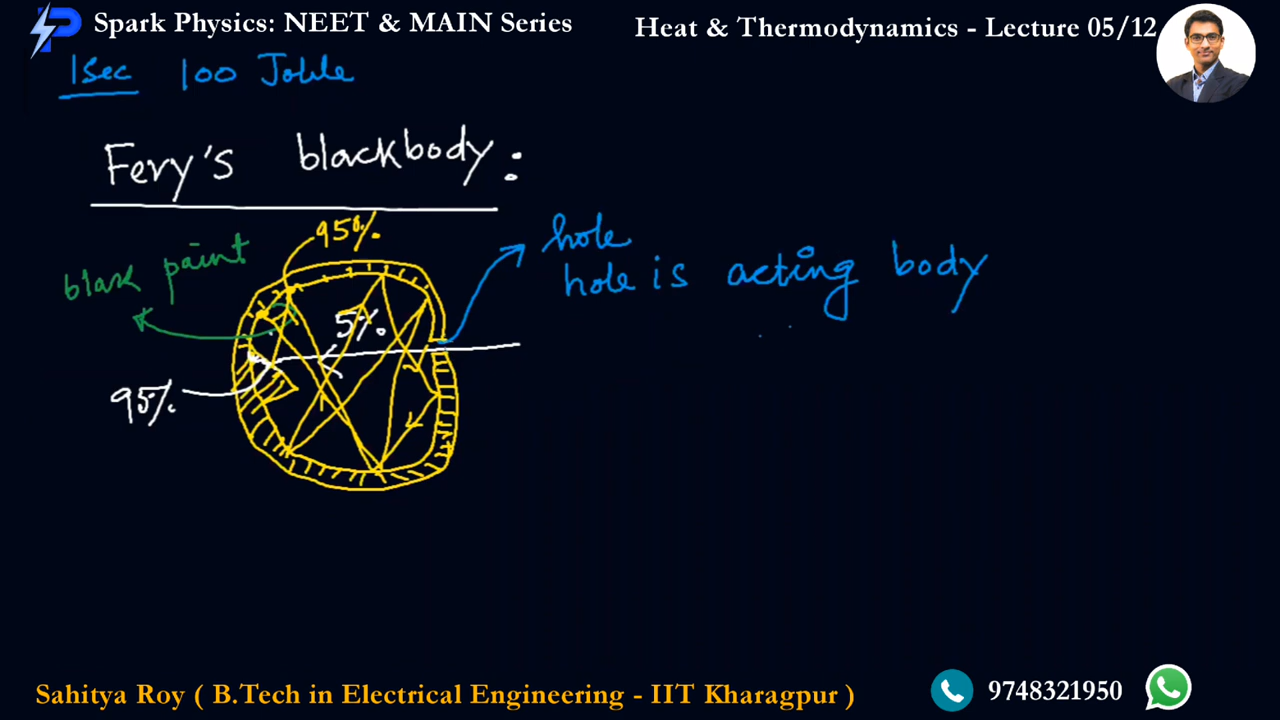 Spark Physics: NEET & MAIN Series
Heat & Thermodynamics - Lecture 05/12
1Sec 100 Joule
Fery's blackbody:
95%.
hole
hole is acting body
black paint
5%.
95%.
Sahitya Roy ( B.Tech in Electrical Engineering - IIT Kharagpur )
9748321950